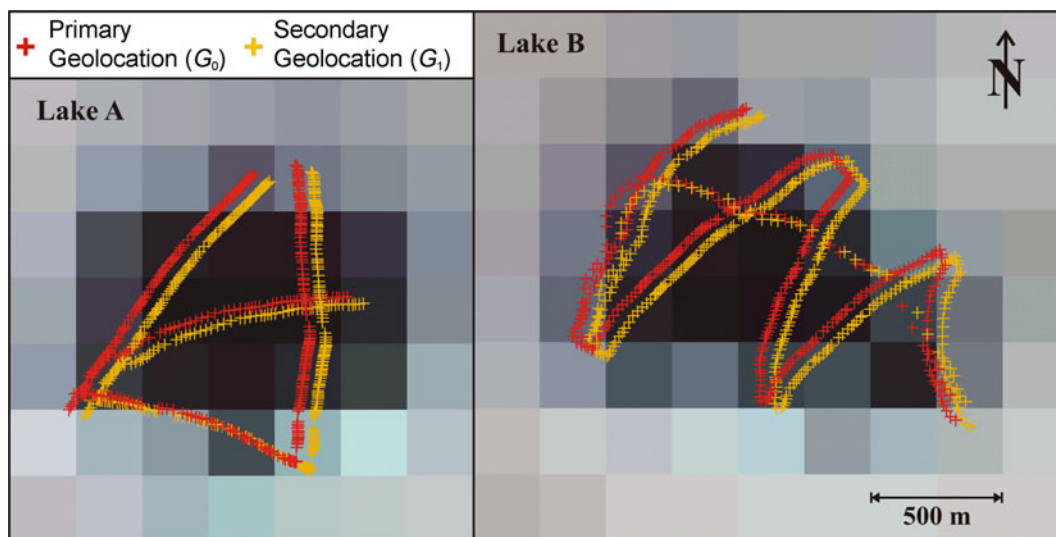 Primary
Geolocation (G₀)
Secondary
Geolocation (G₁)
Lake A
Lake B
N
500 m